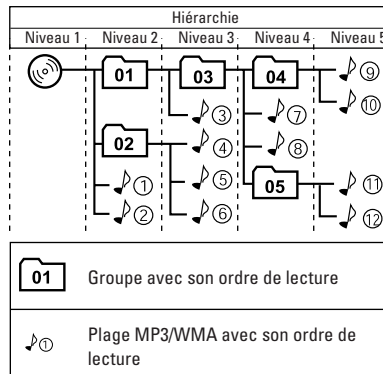 Hiérarchie
Niveau 1 Niveau 2 Niveau 3 Niveau 4 Niveau 5
01 03 04 ⑨
⑩
③ ⑦
02 ④ ⑧
① ⑤ 05 ⑪
② ⑥ ⑫
01 Groupe avec son ordre de lecture
① Plage MP3/WMA avec son ordre de
lecture